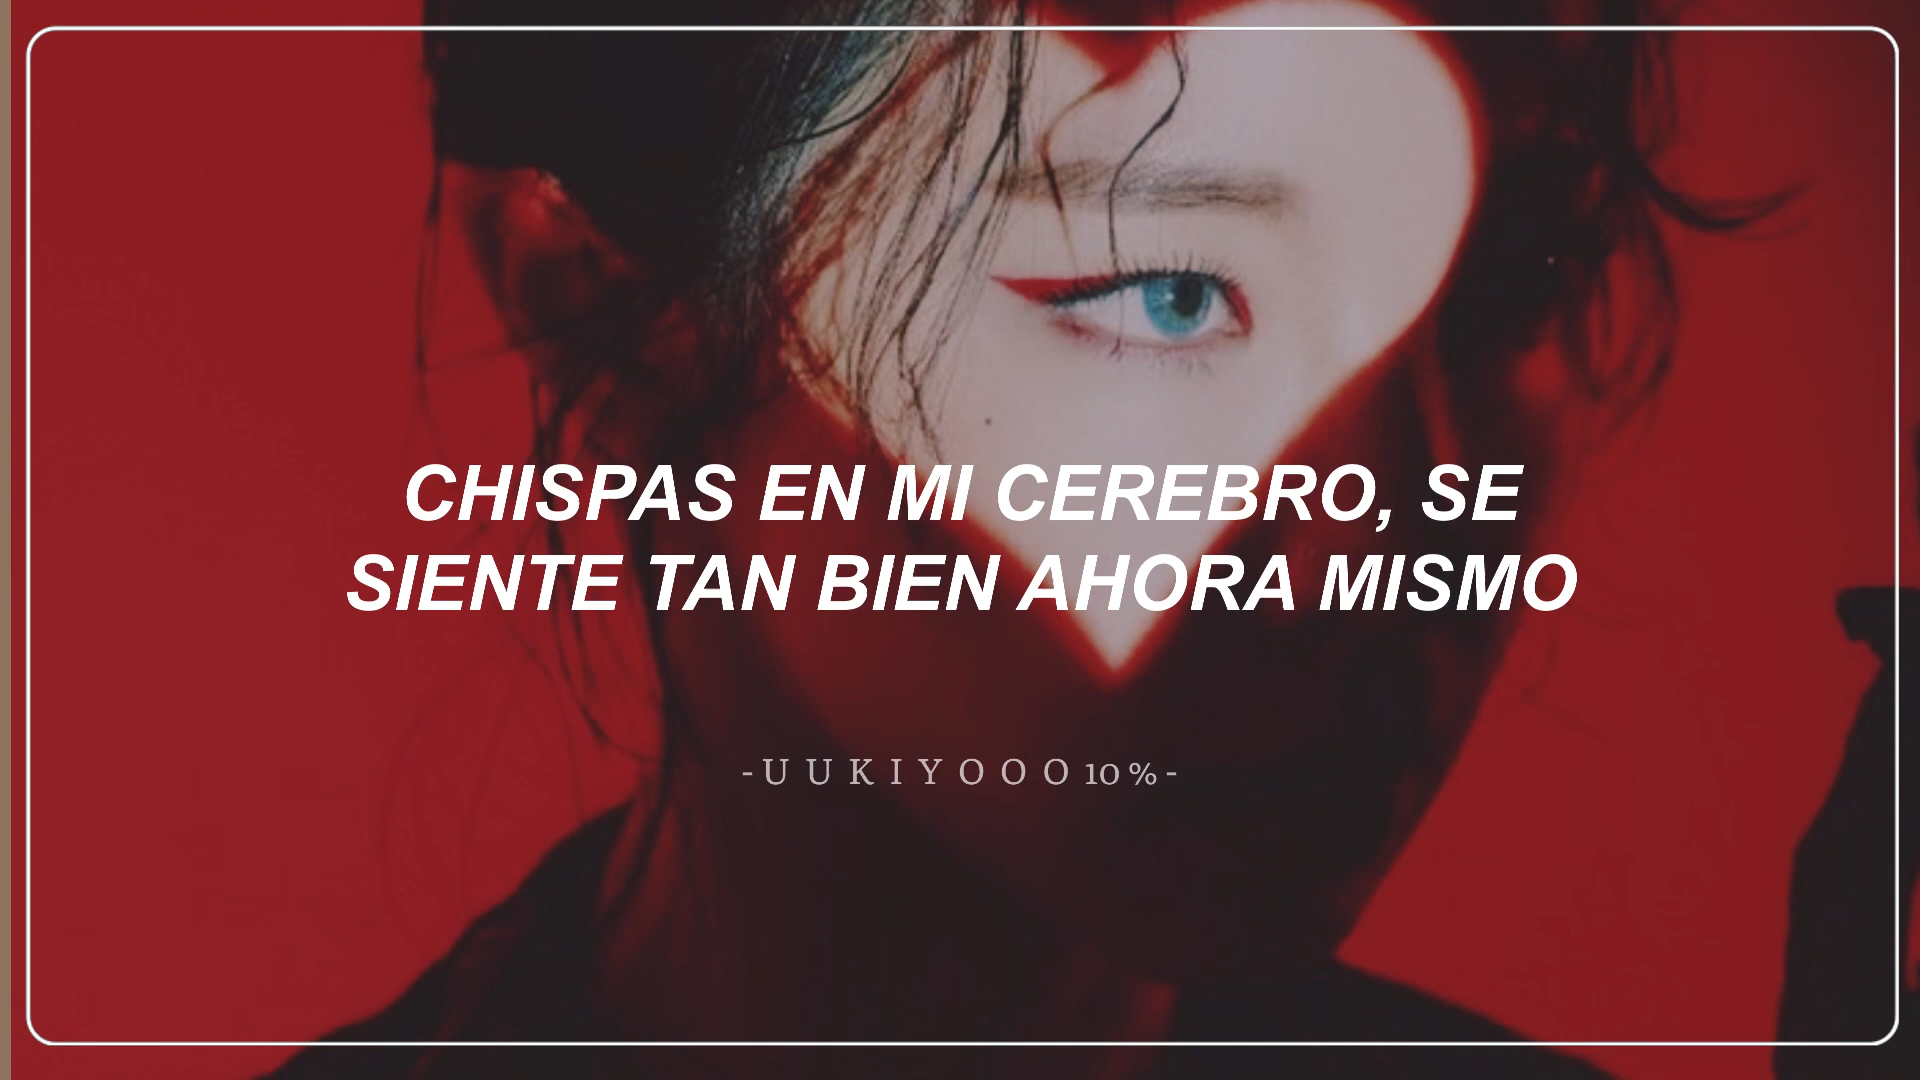 CHISPAS EN MI CEREBRO, SE
SIENTE TAN BIEN AHORA MISMO
-UUKIYOOO10%-